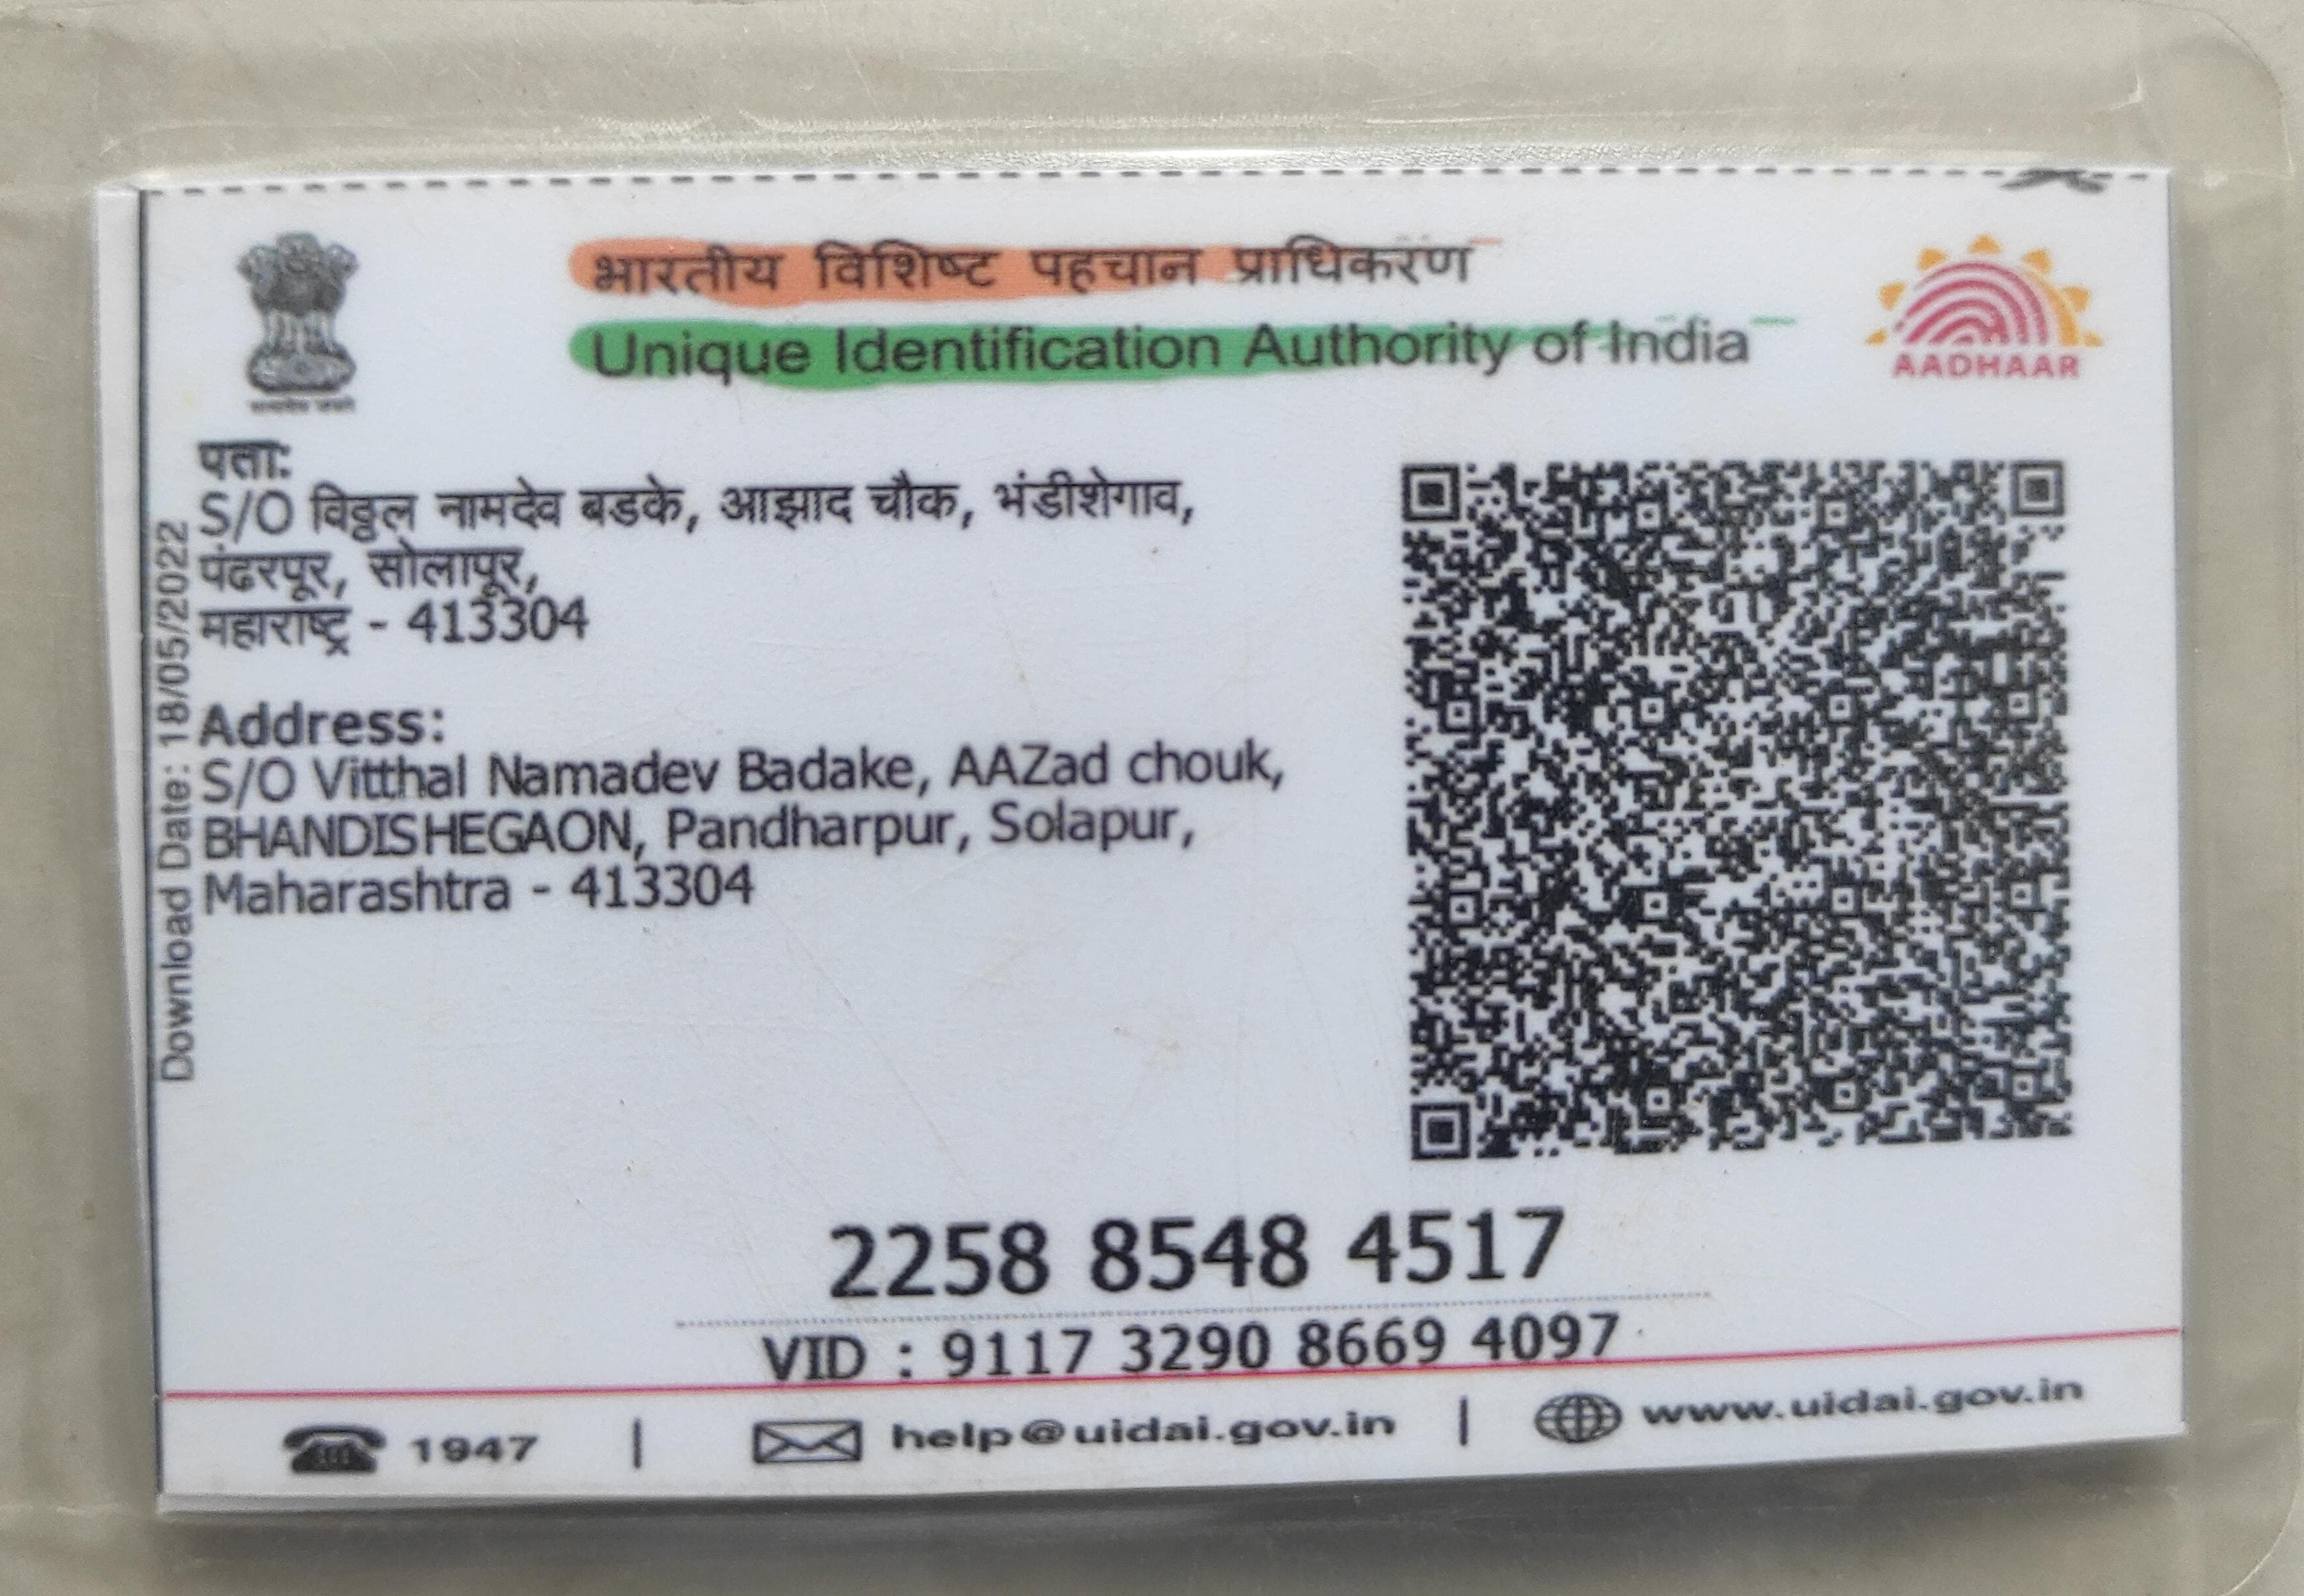 भारतीय विशिष्ट पहचान प्राधिकरण
Unique Identification Authority of India
AADHAAR
पता:
S/O विठ्ठल नामदेव बडके, आझाद चौक, भंडीशेगाव,
पंढरपूर, सोलापूर,
महाराष्ट्र - 413304
Address:
S/O Vitthal Namadev Badake, AAZad chouk,
BHANDISHEGAON, Pandharpur, Solapur,
Maharashtra - 413304
Download Date: 18/05/2022
2258 8548 4517
VID : 9117 3290 8669 4097
1947 | help@uidai.gov.in | www.uidai.gov.in